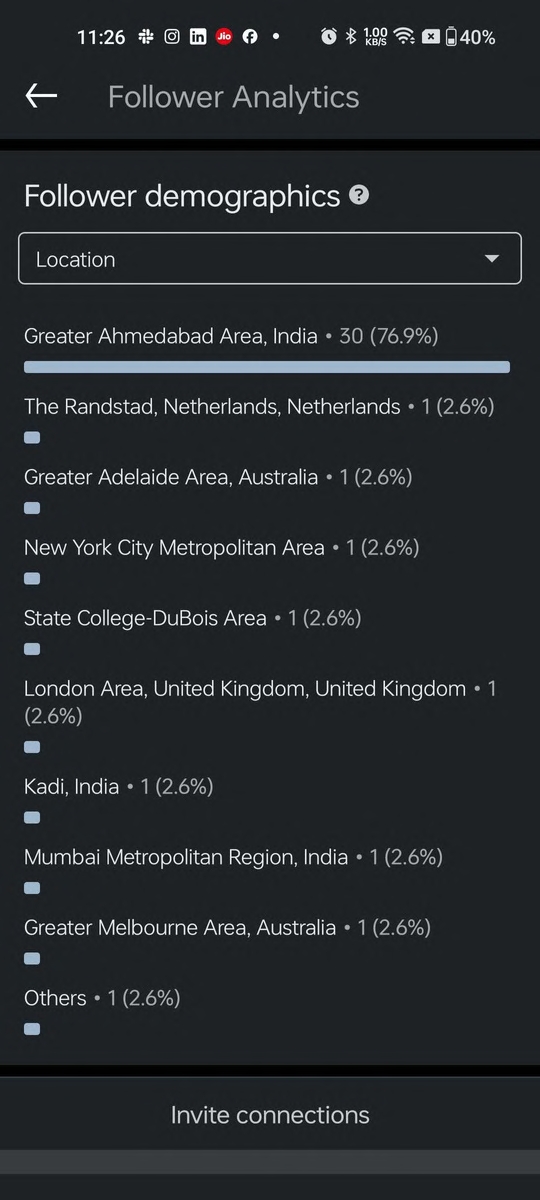 11:26 in Jio 1.00 KB/S 40%
Follower Analytics
Follower demographics ?
Location
Greater Ahmedabad Area, India • 30 (76.9%)
The Randstad, Netherlands, Netherlands • 1 (2.6%)
Greater Adelaide Area, Australia • 1 (2.6%)
New York City Metropolitan Area • 1 (2.6%)
State College-DuBois Area • 1 (2.6%)
London Area, United Kingdom, United Kingdom • 1
(2.6%)
Kadi, India • 1 (2.6%)
Mumbai Metropolitan Region, India • 1 (2.6%)
Greater Melbourne Area, Australia • 1 (2.6%)
Others • 1 (2.6%)
Invite connections